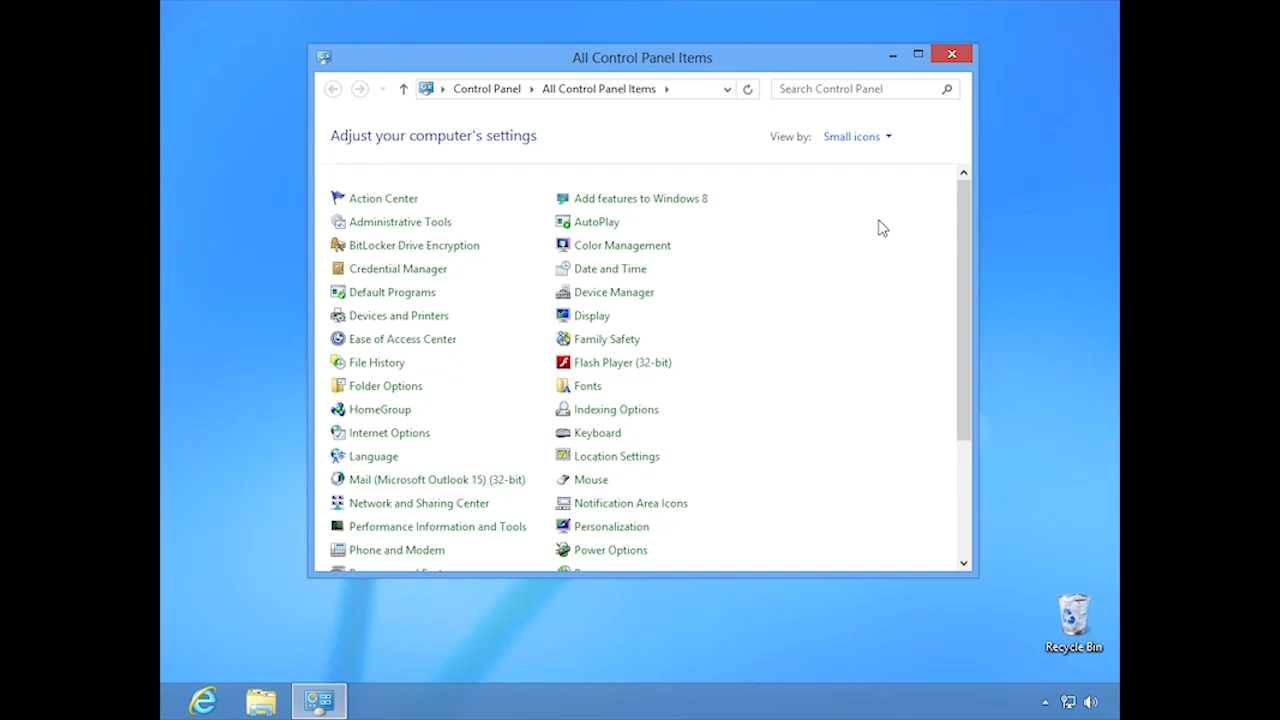 All Control Panel Items
Control Panel All Control Panel Items
Search Control Panel
Adjust your computer's settings
View by: Small icons
Action Center
Administrative Tools
BitLocker Drive Encryption
Credential Manager
Default Programs
Devices and Printers
Ease of Access Center
File History
Folder Options
HomeGroup
Internet Options
Language
Mail (Microsoft Outlook 15) (32-bit)
Network and Sharing Center
Performance Information and Tools
Phone and Modem
Add features to Windows 8
AutoPlay
Color Management
Date and Time
Device Manager
Display
Family Safety
Flash Player (32-bit)
Fonts
Indexing Options
Keyboard
Location Settings
Mouse
Notification Area Icons
Personalization
Power Options
Recycle Bin